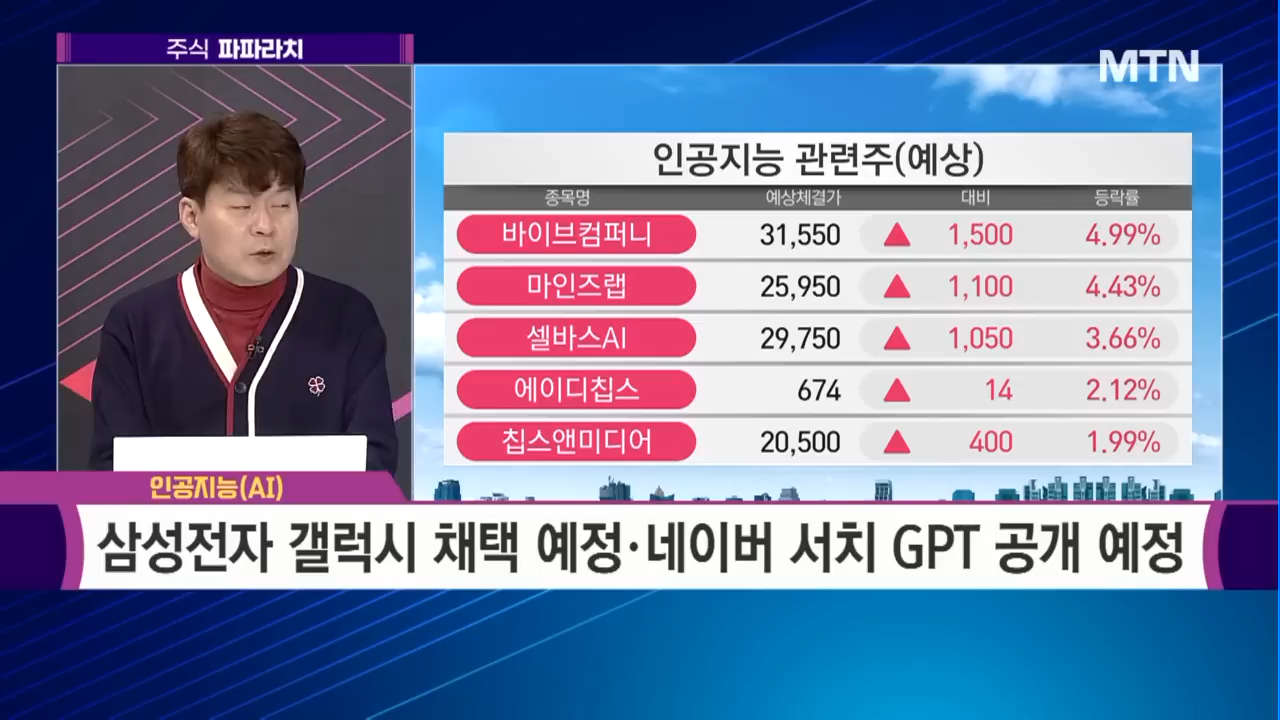 주식 파파라치
MTN
인공지능 관련주(예상)
종목명 예상체결가 대비 등락률
바이브컴퍼니 31,550 ▲ 1,500 4.99%
마인즈랩 25,950 ▲ 1,100 4.43%
셀바스AI 29,750 ▲ 1,050 3.66%
에이디칩스 674 ▲ 14 2.12%
칩스앤미디어 20,500 ▲ 400 1.99%
인공지능(AI)
삼성전자 갤럭시 채택 예정·네이버 서치 GPT 공개 예정